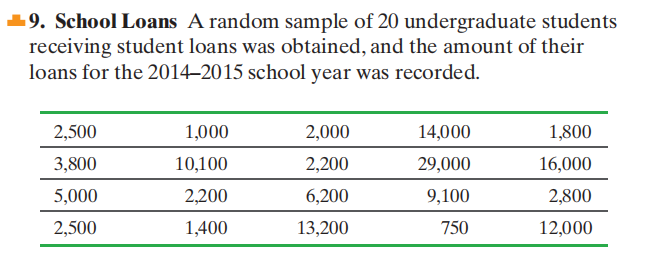 9. School Loans A random sample of 20 undergraduate students
receiving student loans was obtained, and the amount of their
loans for the 2014–2015 school year was recorded.
2,500 1,000 2,000 14,000 1,800
3,800 10,100 2,200 29,000 16,000
5,000 2,200 6,200 9,100 2,800
2,500 1,400 13,200 750 12,000